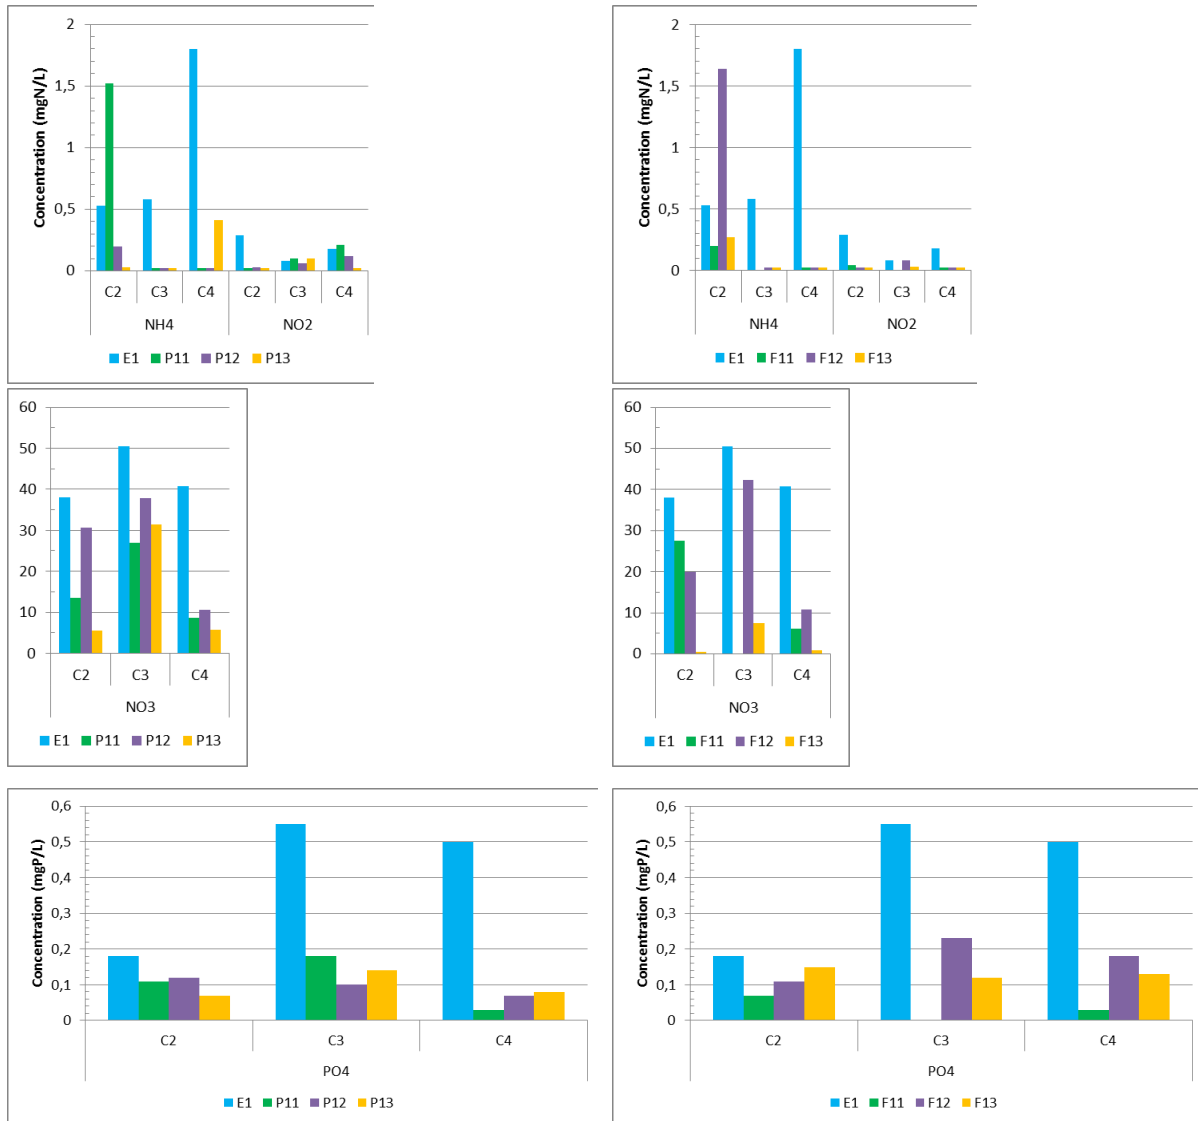 2
1,5
1
0,5
0
Concentration (mgN/L)
C2 C3 C4 C2 C3 C4
NH4 NO2
E1 P11 P12 P13
2
1,5
1
0,5
0
Concentration (mgN/L)
C2 C3 C4 C2 C3 C4
NH4 NO2
E1 F11 F12 F13
60
50
40
30
20
10
0
C2 C3 C4
NO3
E1 P11 P12 P13
60
50
40
30
20
10
0
C2 C3 C4
NO3
E1 F11 F12 F13
0,6
0,5
0,4
0,3
0,2
0,1
0
Concentration (mgP/L)
C2 C3 C4
PO4
E1 P11 P12 P13
0,6
0,5
0,4
0,3
0,2
0,1
0
Concentration (mgP/L)
C2 C3 C4
PO4
E1 F11 F12 F13